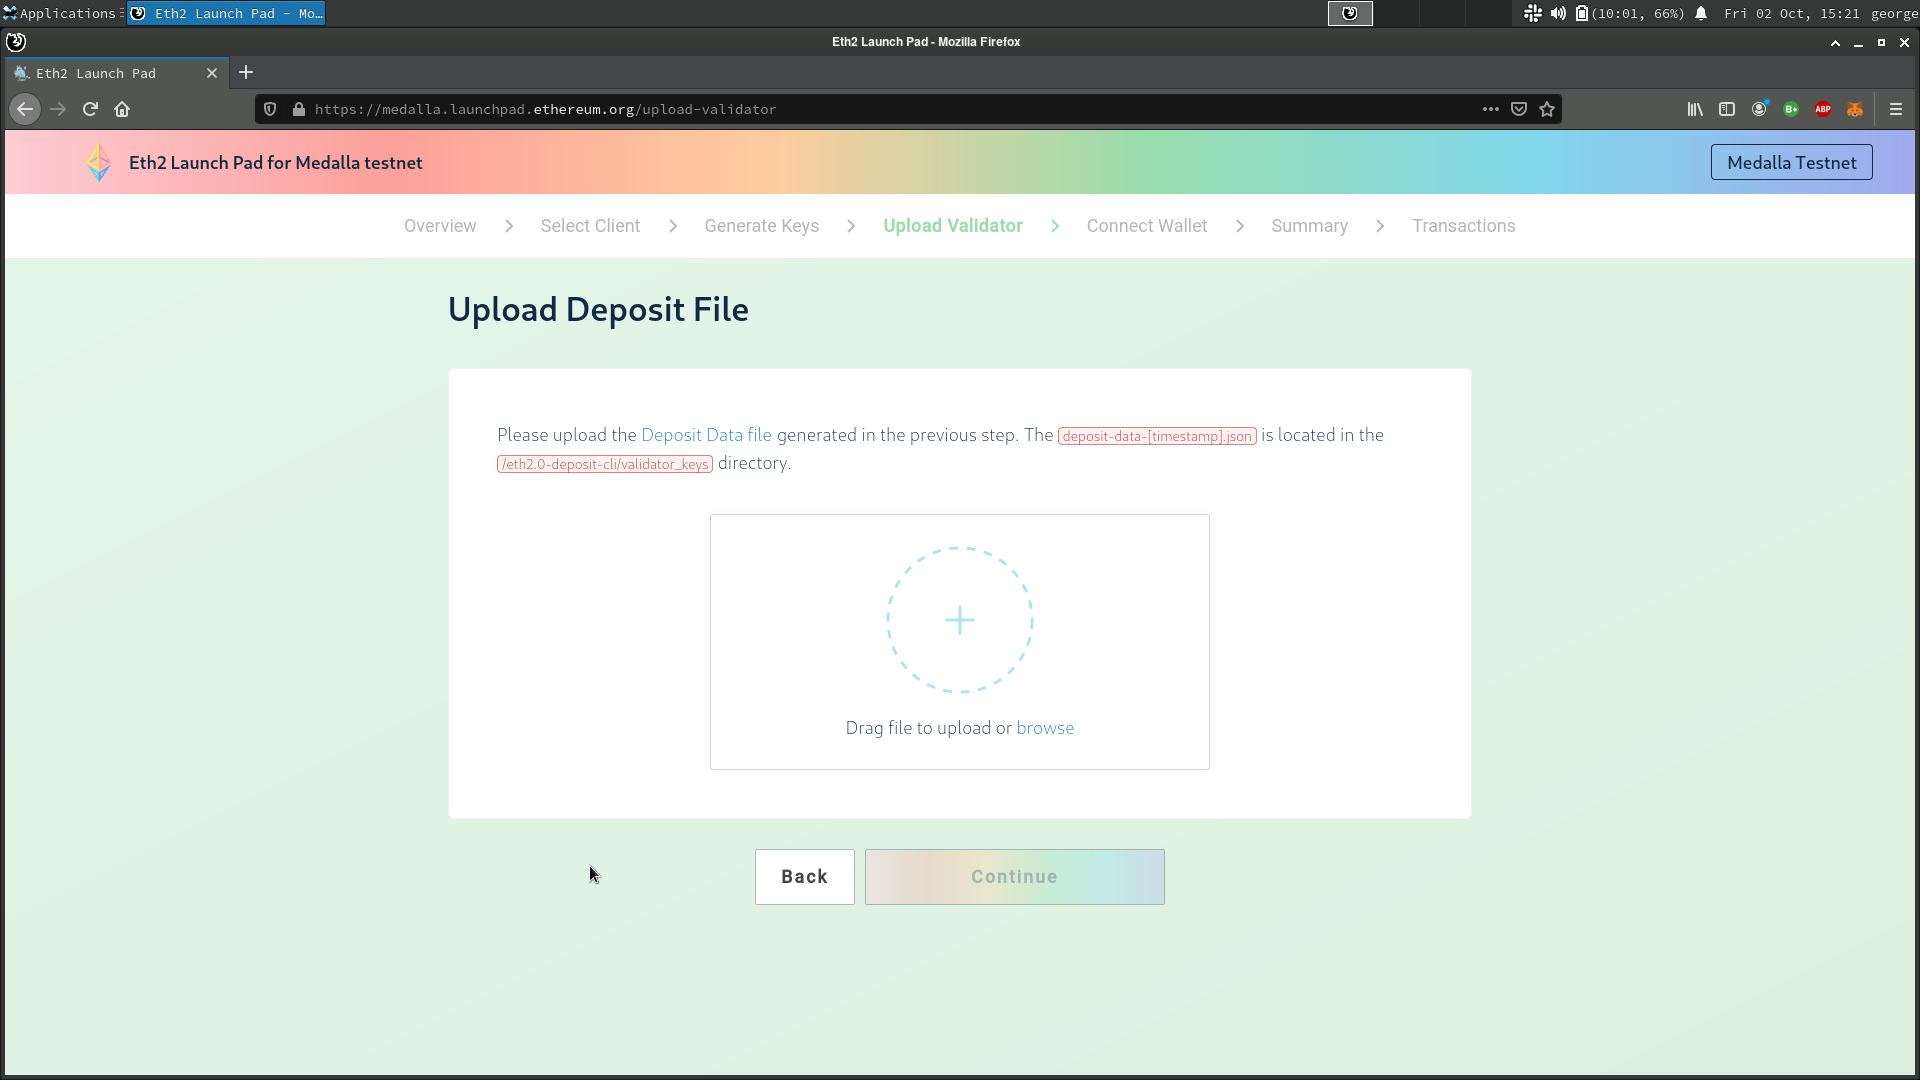 Applications
Eth2 Launch Pad - Mo...
(10:01, 66%)
Fri 02 Oct, 15:21
george
Eth2 Launch Pad - Mozilla Firefox
Eth2 Launch Pad
https://medalla.launchpad.ethereum.org/upload-validator
B+
ABP
Eth2 Launch Pad for Medalla testnet
Medalla Testnet
Overview
Select Client
Generate Keys
Upload Validator
Connect Wallet
Summary
Transactions
Upload Deposit File
Please upload the Deposit Data file generated in the previous step. The deposit-data-[timestamp].json is located in the
/eth2.0-deposit-cli/validator_keys directory.
Drag file to upload or browse
Back
Continue